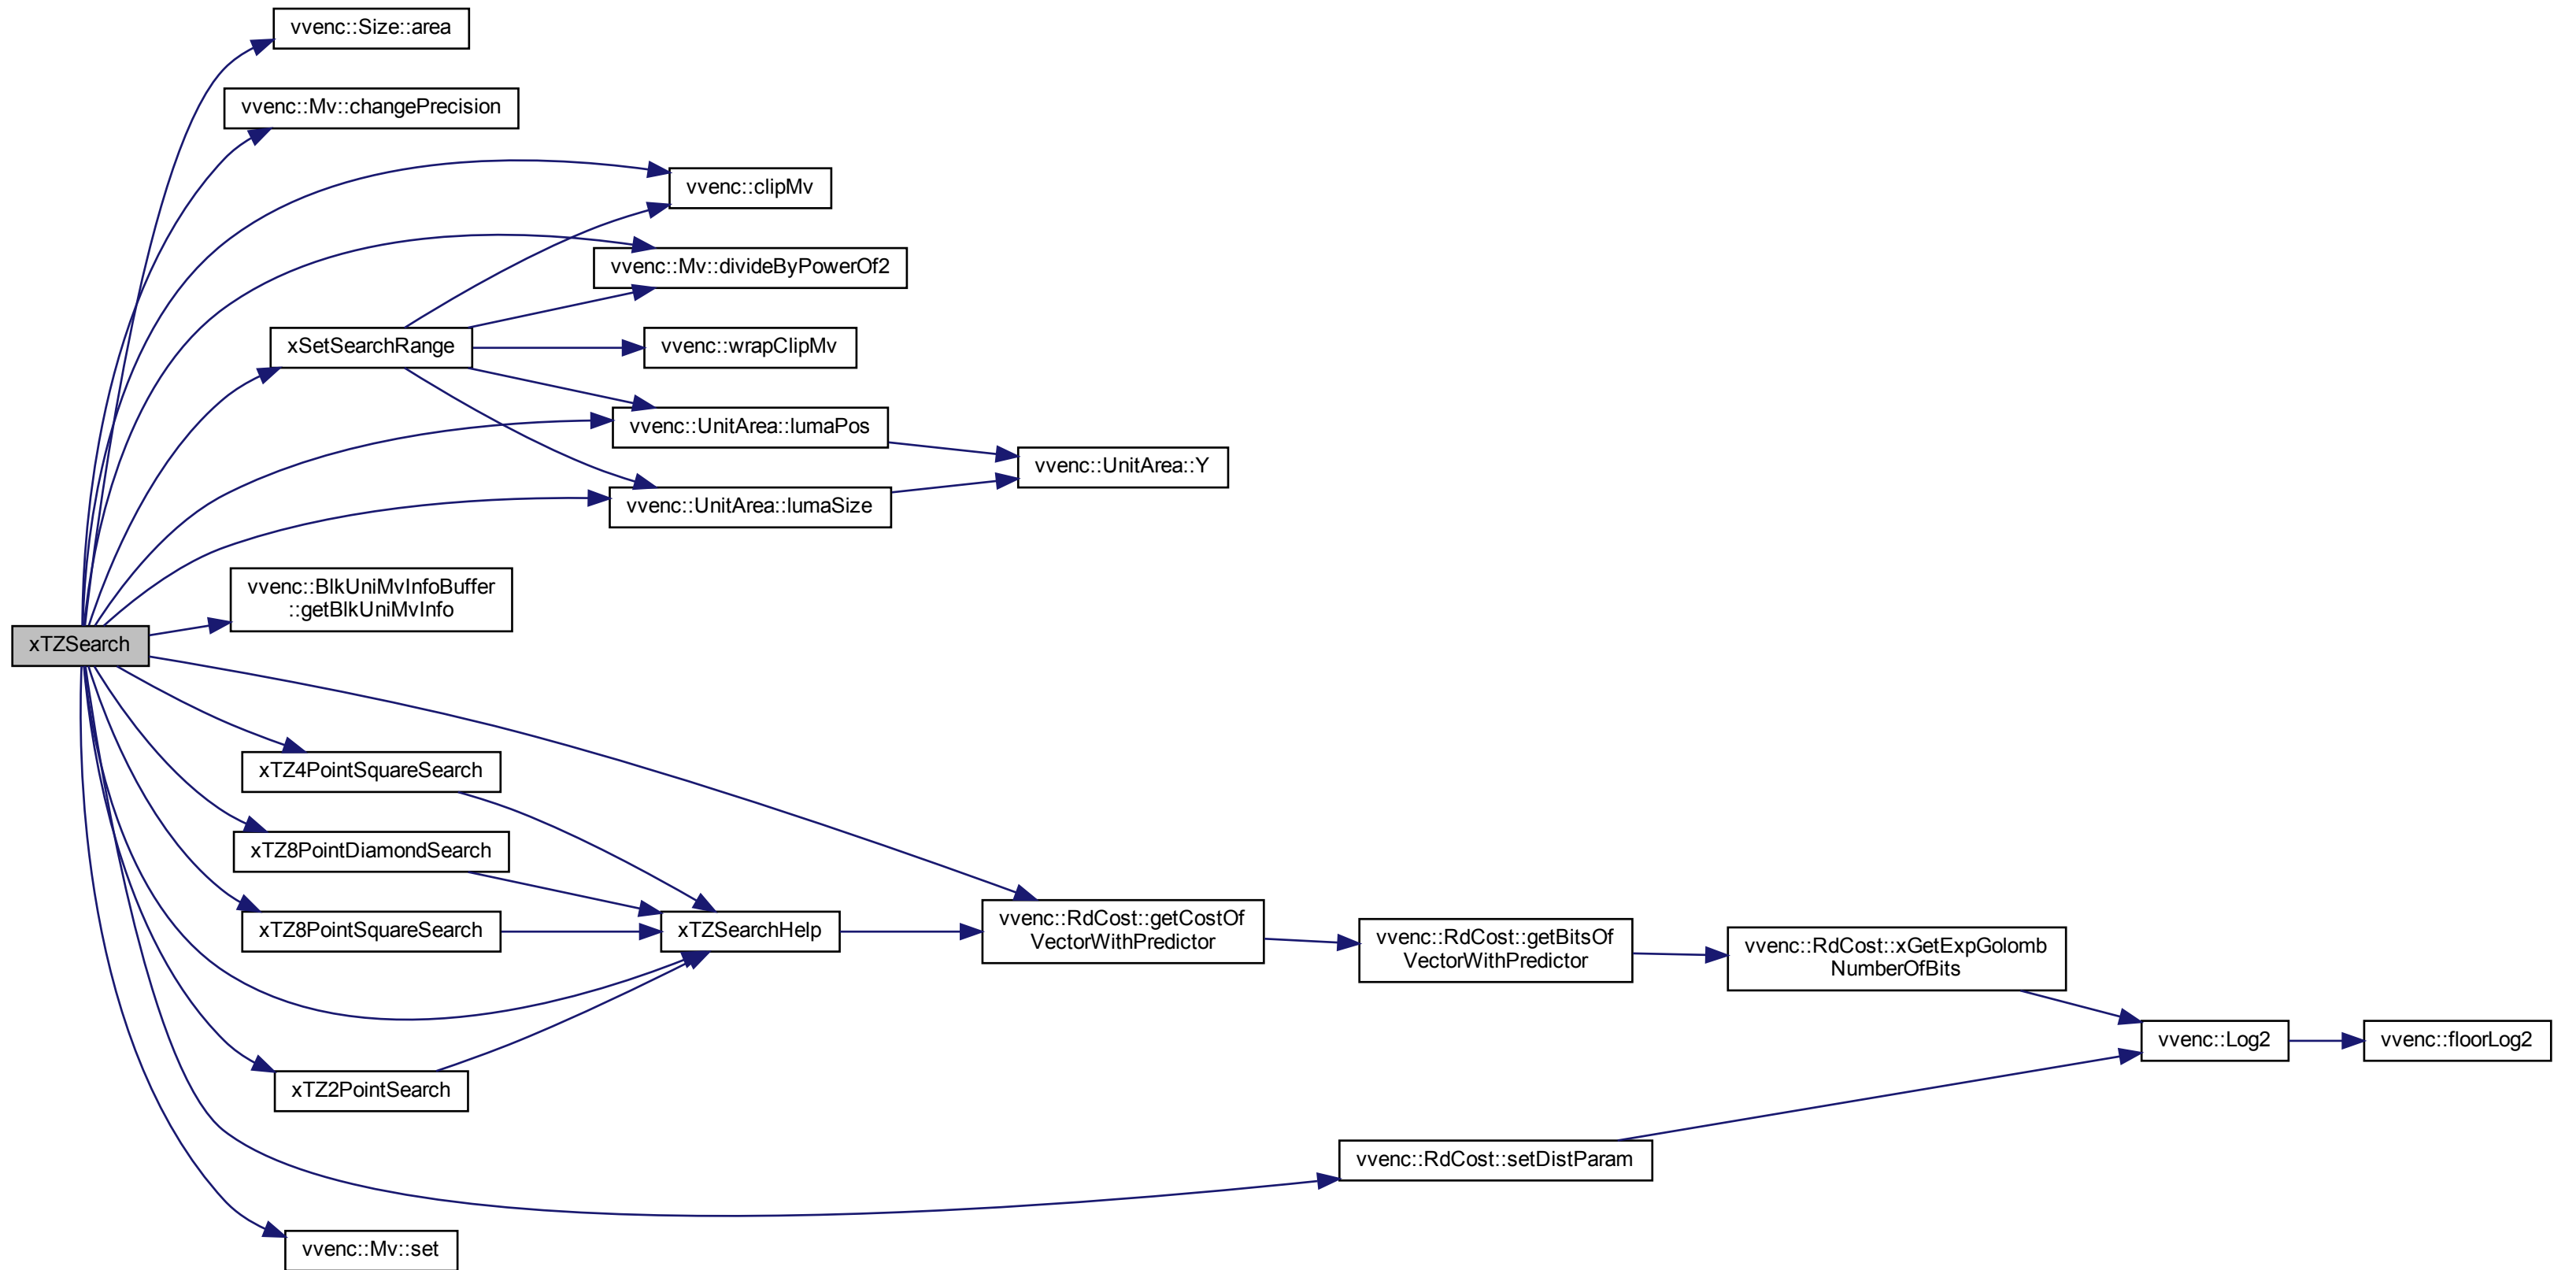 vvenc::Size::area
vvenc::Mv::changePrecision
vvenc::clipMv
vvenc::Mv::divideByPowerOf2
xSetSearchRange
vvenc::wrapClipMv
vvenc::UnitArea::lumaPos
vvenc::UnitArea::Y
vvenc::UnitArea::lumaSize
vvenc::BlkUniMvInfoBuffer
::getBlkUniMvInfo
xTZSearch
xTZ4PointSquareSearch
xTZ8PointDiamondSearch
xTZ8PointSquareSearch
xTZSearchHelp
vvenc::RdCost::getCostOf
VectorWithPredictor
vvenc::RdCost::getBitsOf
VectorWithPredictor
vvenc::RdCost::xGetExpGolomb
NumberOfBits
vvenc::Log2
vvenc::floorLog2
xTZ2PointSearch
vvenc::RdCost::setDistParam
vvenc::Mv::set